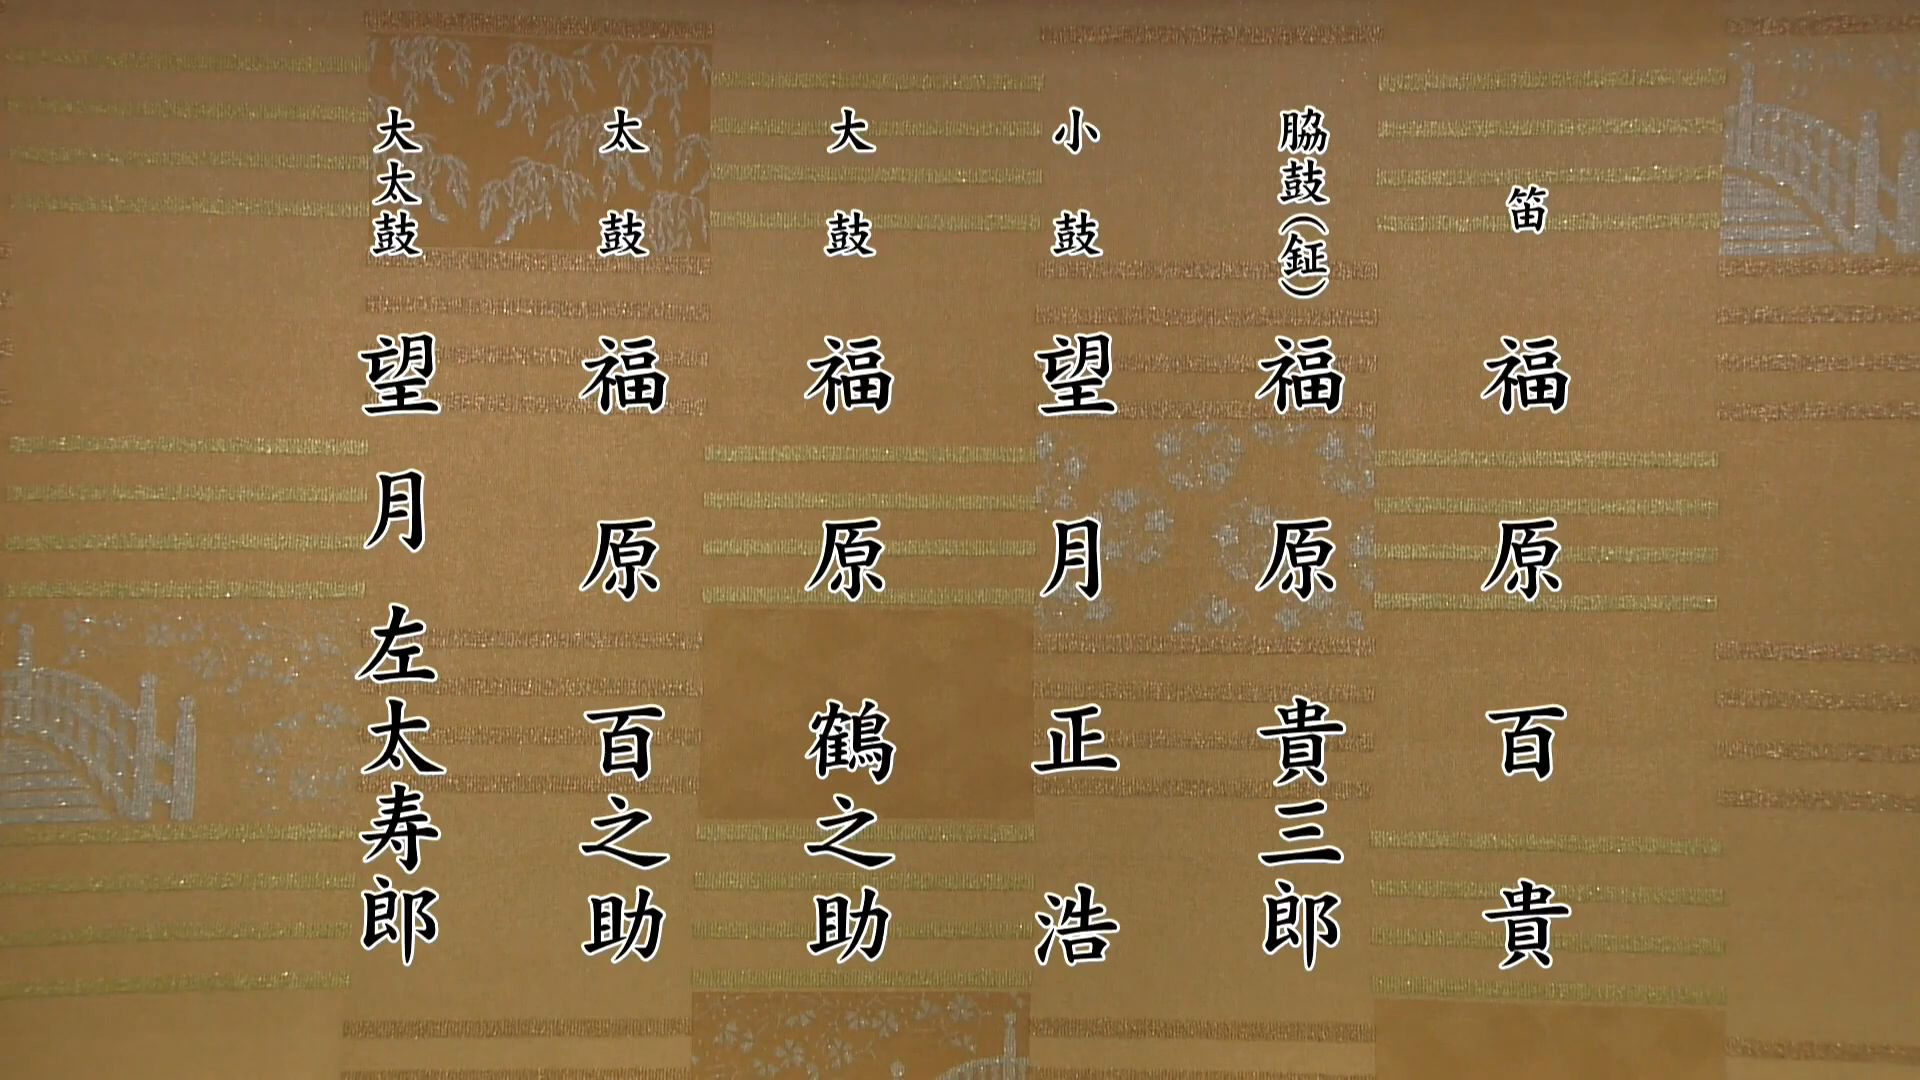 笛 福原百貴
脇鼓(鉦) 福原貴三郎
小鼓 望月正浩
大鼓 福原鶴之助
太鼓 福原百之助
大太鼓 望月左太寿郎